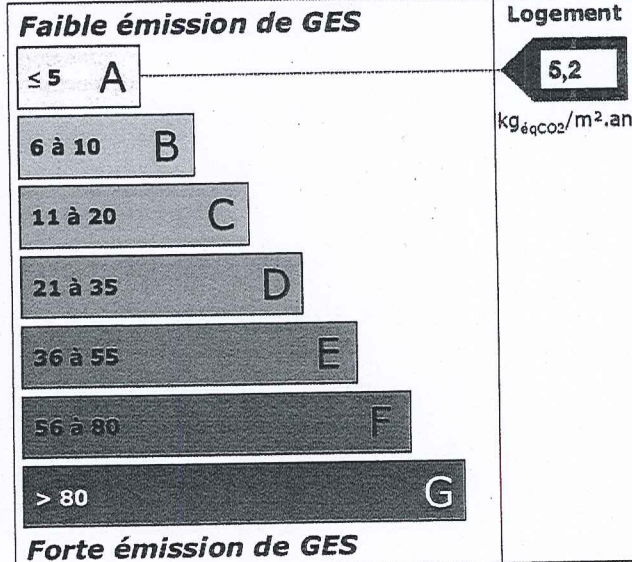 Faible émission de GES
Logement
≤ 5 A
5,2
kgéqCO2/m².an
6 à 10 B
11 à 20 C
21 à 35 D
36 à 55 E
56 à 80 F
> 80 G
Forte émission de GES